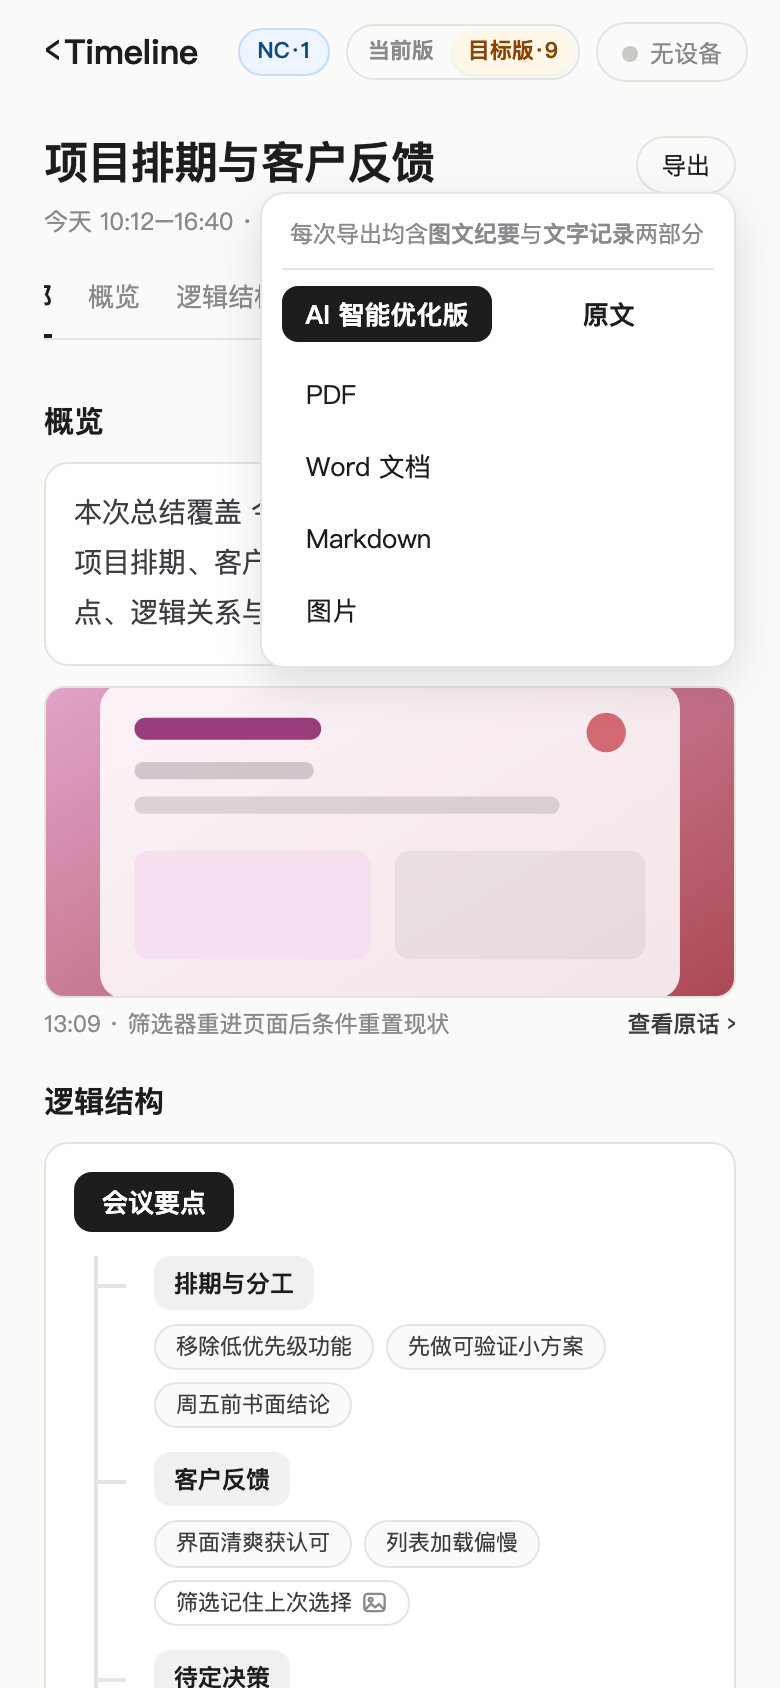 <Timeline NC·1 当前版 目标版·9 无设备
项目排期与客户反馈 导出
今天 10:12—16:40 ·
每次导出均含图文纪要与文字记录两部分
概览 逻辑结
AI 智能优化版 原文
PDF
Word 文档
Markdown
图片
概览
本次总结覆盖
项目排期、客户
点、逻辑关系与
13:09 · 筛选器重进页面后条件重置现状 查看原话 ›
逻辑结构
会议要点
排期与分工
移除低优先级功能 先做可验证小方案
周五前书面结论
客户反馈
界面清爽获认可 列表加载偏慢
筛选记住上次选择
待定决策